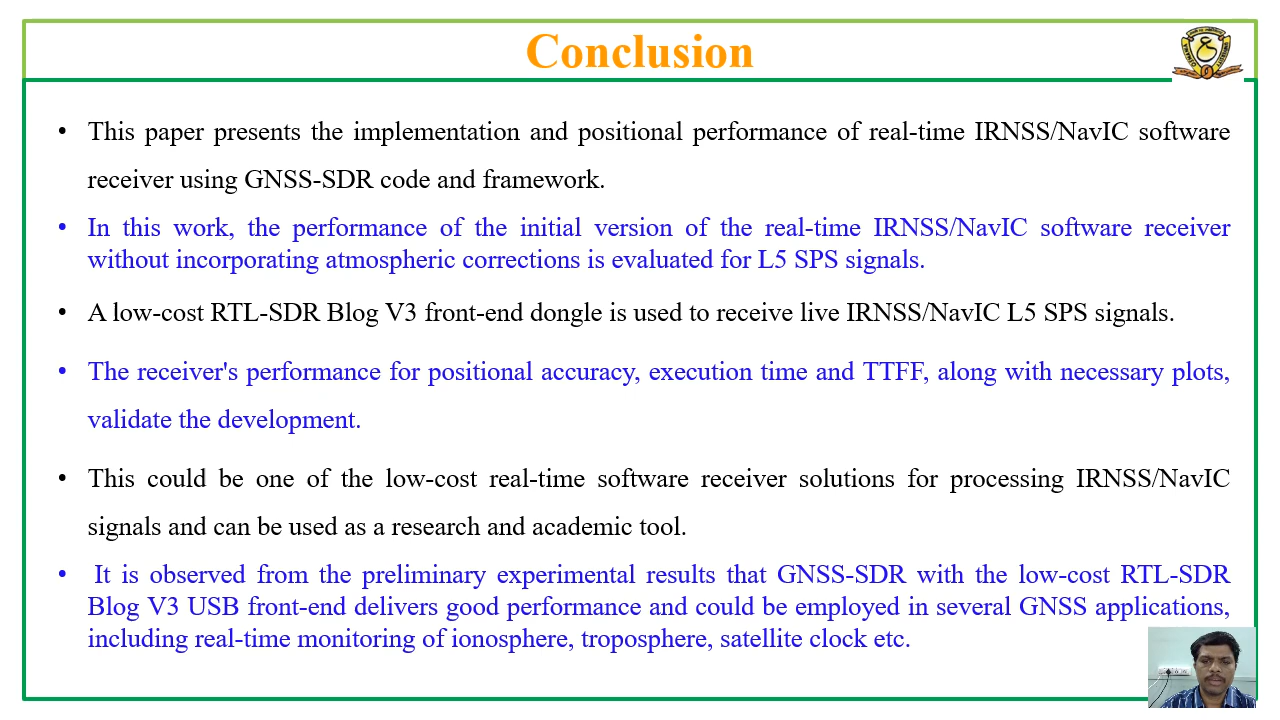 Conclusion
• This paper presents the implementation and positional performance of real-time IRNSS/NavIC software
receiver using GNSS-SDR code and framework.
• In this work, the performance of the initial version of the real-time IRNSS/NavIC software receiver
without incorporating atmospheric corrections is evaluated for L5 SPS signals.
• A low-cost RTL-SDR Blog V3 front-end dongle is used to receive live IRNSS/NavIC L5 SPS signals.
• The receiver's performance for positional accuracy, execution time and TTFF, along with necessary plots,
validate the development.
• This could be one of the low-cost real-time software receiver solutions for processing IRNSS/NavIC
signals and can be used as a research and academic tool.
• It is observed from the preliminary experimental results that GNSS-SDR with the low-cost RTL-SDR
Blog V3 USB front-end delivers good performance and could be employed in several GNSS applications,
including real-time monitoring of ionosphere, troposphere, satellite clock etc.